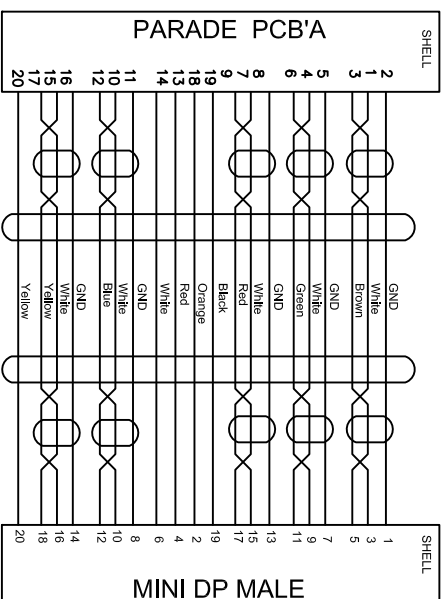 PARADE PCB'A
SHELL
20
17
15
16
12
10
11
14
13
18
19
9
7
8
6
4
5
3
1
2
Yellow
Yellow
White
GND
Blue
White
GND
White
Red
Orange
Black
Red
White
GND
Green
White
GND
Brown
White
GND
20
18
16
14
12
10
8
6
4
2
19
17
15
13
11
9
7
5
3
1
SHELL
MINI DP MALE